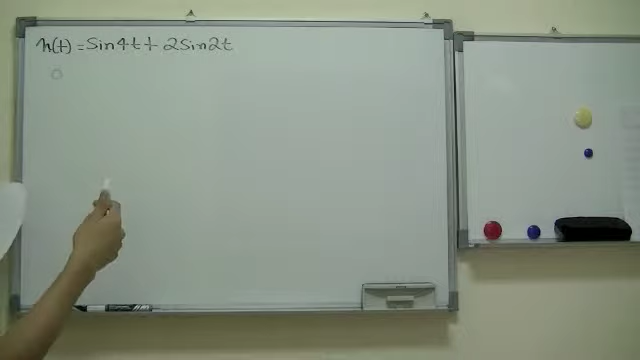 h(t) = Sin4t + 2Sin2t